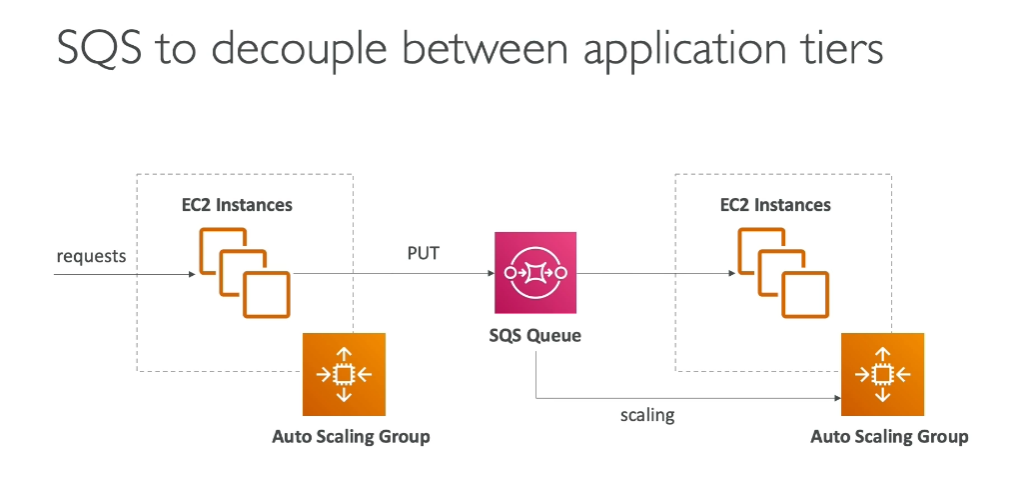 SQS to decouple between application tiers
EC2 Instances
EC2 Instances
requests
PUT
SQS Queue
scaling
Auto Scaling Group
Auto Scaling Group